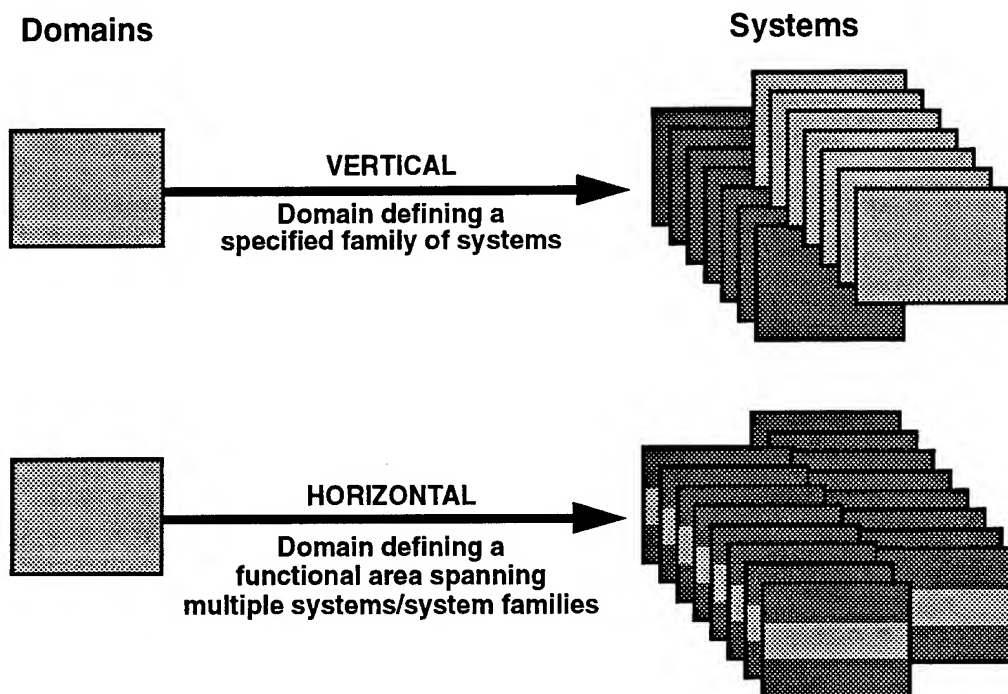 Domains
Systems
VERTICAL
Domain defining a
specified family of systems
HORIZONTAL
Domain defining a
functional area spanning
multiple systems/system families